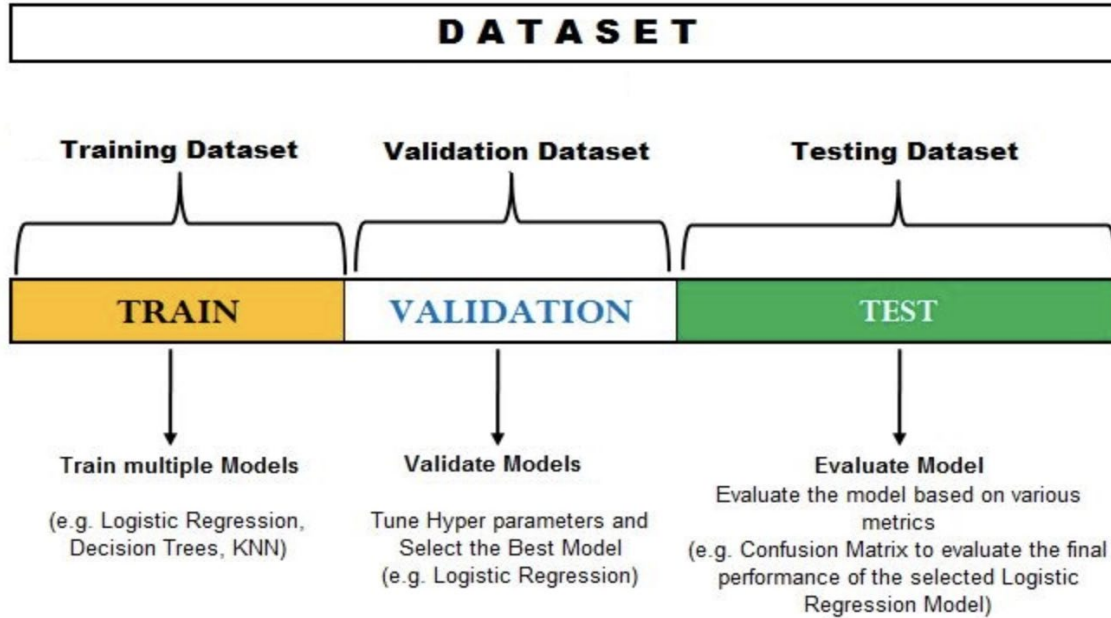 DATASET
Training Dataset
Validation Dataset
Testing Dataset
TRAIN
VALIDATION
TEST
Train multiple Models
(e.g. Logistic Regression,
Decision Trees, KNN)
Validate Models
Tune Hyper parameters and
Select the Best Model
(e.g. Logistic Regression)
Evaluate Model
Evaluate the model based on various
metrics
(e.g. Confusion Matrix to evaluate the final
performance of the selected Logistic
Regression Model)